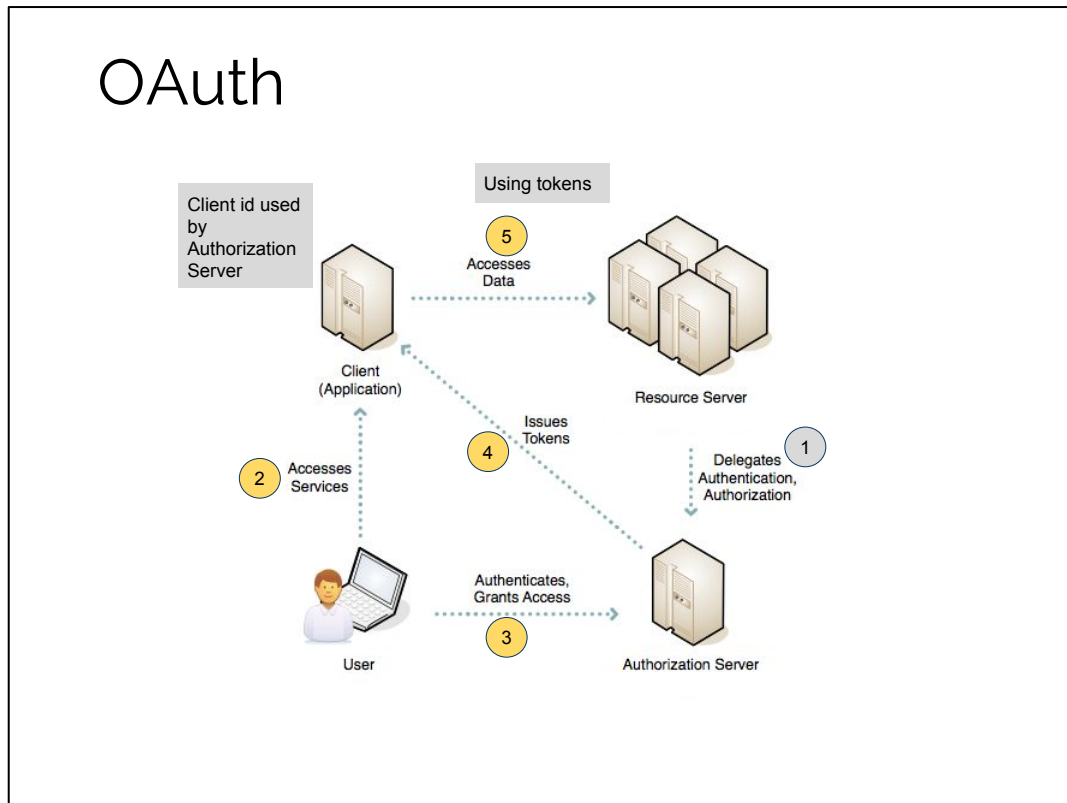 OAuth
Client id used
by
Authorization
Server
Using tokens
5
Accesses
Data
Client
(Application)
Resource Server
Issues
Tokens
4
1
Delegates
Authentication,
Authorization
2
Accesses
Services
Authenticates,
Grants Access
3
User
Authorization Server